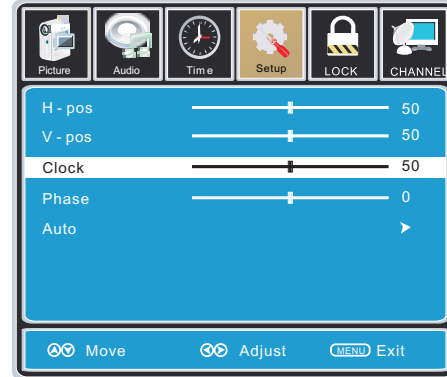 Picture Audio Time Setup LOCK CHANNEL
H - pos 50
V - pos 50
Clock 50
Phase 0
Auto
Move Adjust MENU Exit